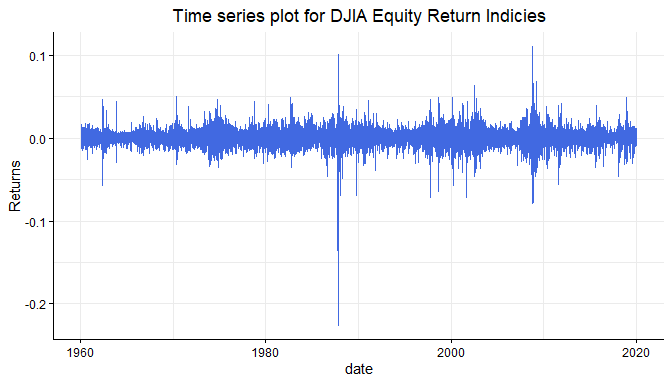 Time series plot for DJIA Equity Return Indicies
0.1
0.0
-0.1
-0.2
Returns
1960
1980
2000
2020
date